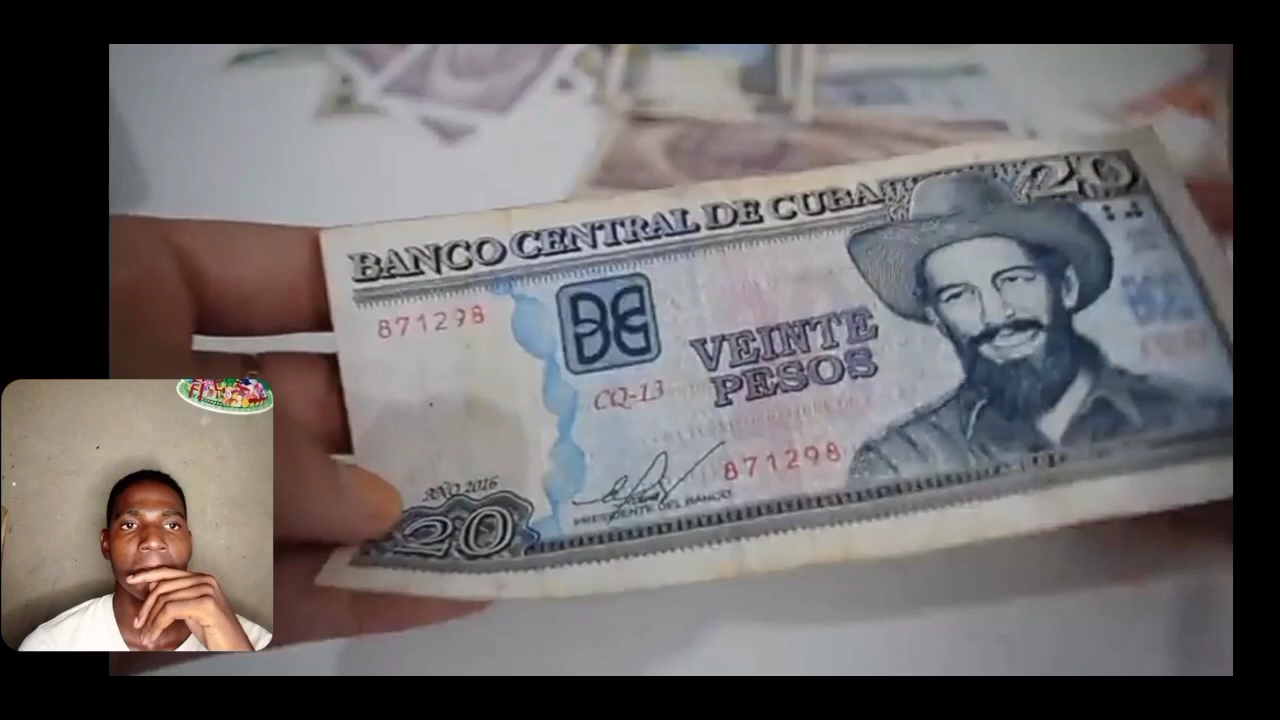 BANCO CENTRAL DE CUBA
20
871298
VEINTE
PESOS
CQ-13
871298
AÑO 2016
PRESIDENTE DEL BANCO
20